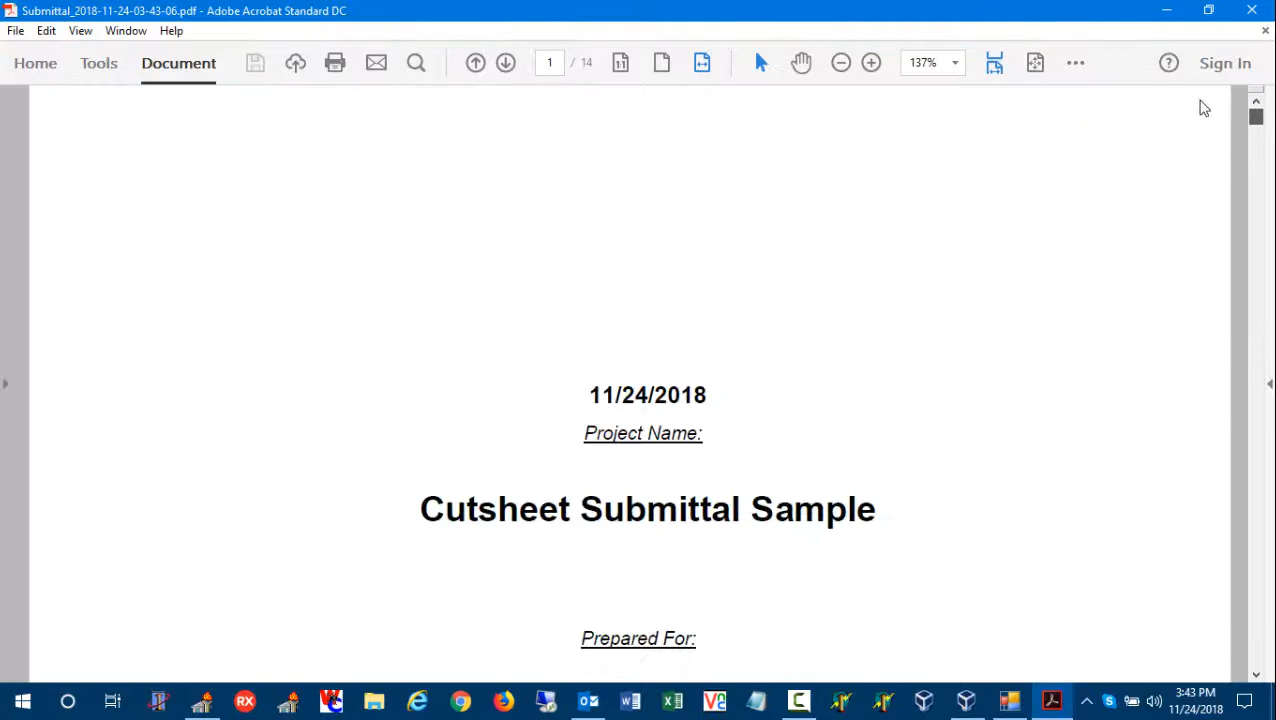 Submittal_2018-11-24-03-43-06.pdf - Adobe Acrobat Standard DC
File Edit View Window Help
Home Tools Document 1 / 14 137% Sign In
11/24/2018
Project Name:
Cutsheet Submittal Sample
Prepared For:
3:43 PM
11/24/2018